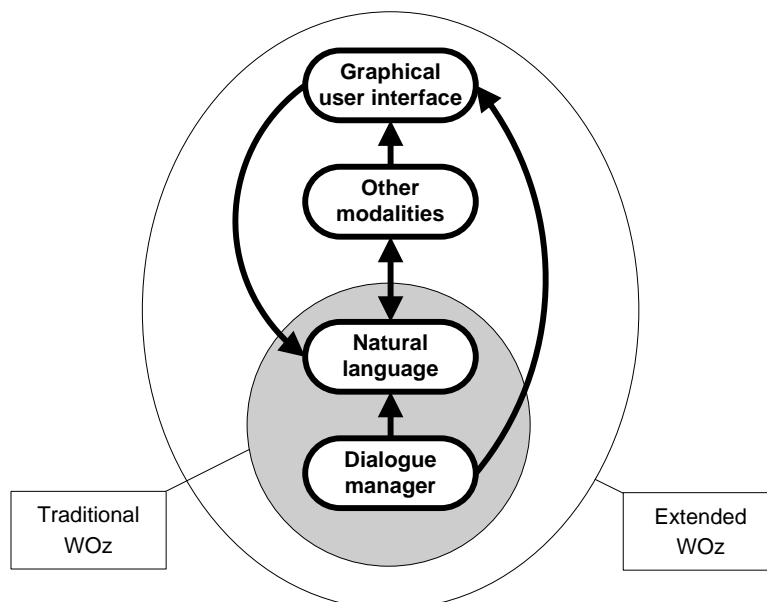 Graphical
user interface
Other
modalities
Natural
language
Dialogue
manager
Traditional
WOz
Extended
WOz